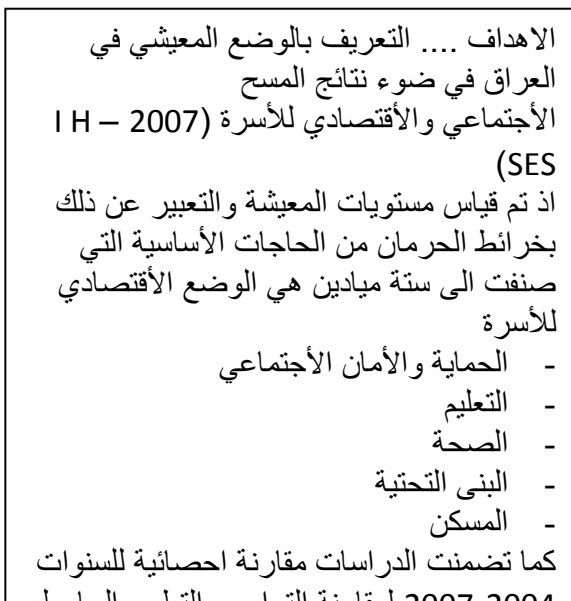 الاهداف .... التعريف بالوضع المعيشي في
العراق في ضوء نتائج المسح
الأجتماعي والأقتصادي للأسرة (I H – 2007
SES)
اذ تم قياس مستويات المعيشة والتعبير عن ذلك
بخرائط الحرمان من الحاجات الأساسية التي
صنفت الى ستة ميادين هي الوضع الأقتصادي
للأسرة
- الحماية والأمان الأجتماعي
- التعليم
- الصحة
- البنى التحتية
- المسكن
كما تضمنت الدراسات مقارنة احصائية للسنوات
2007-2004